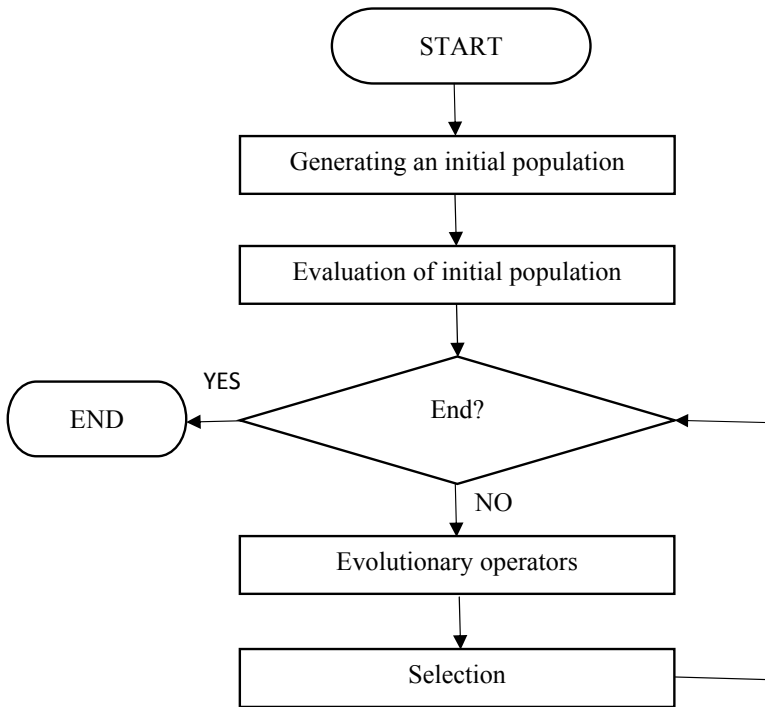 START
Generating an initial population
Evaluation of initial population
YES
END
End?
NO
Evolutionary operators
Selection